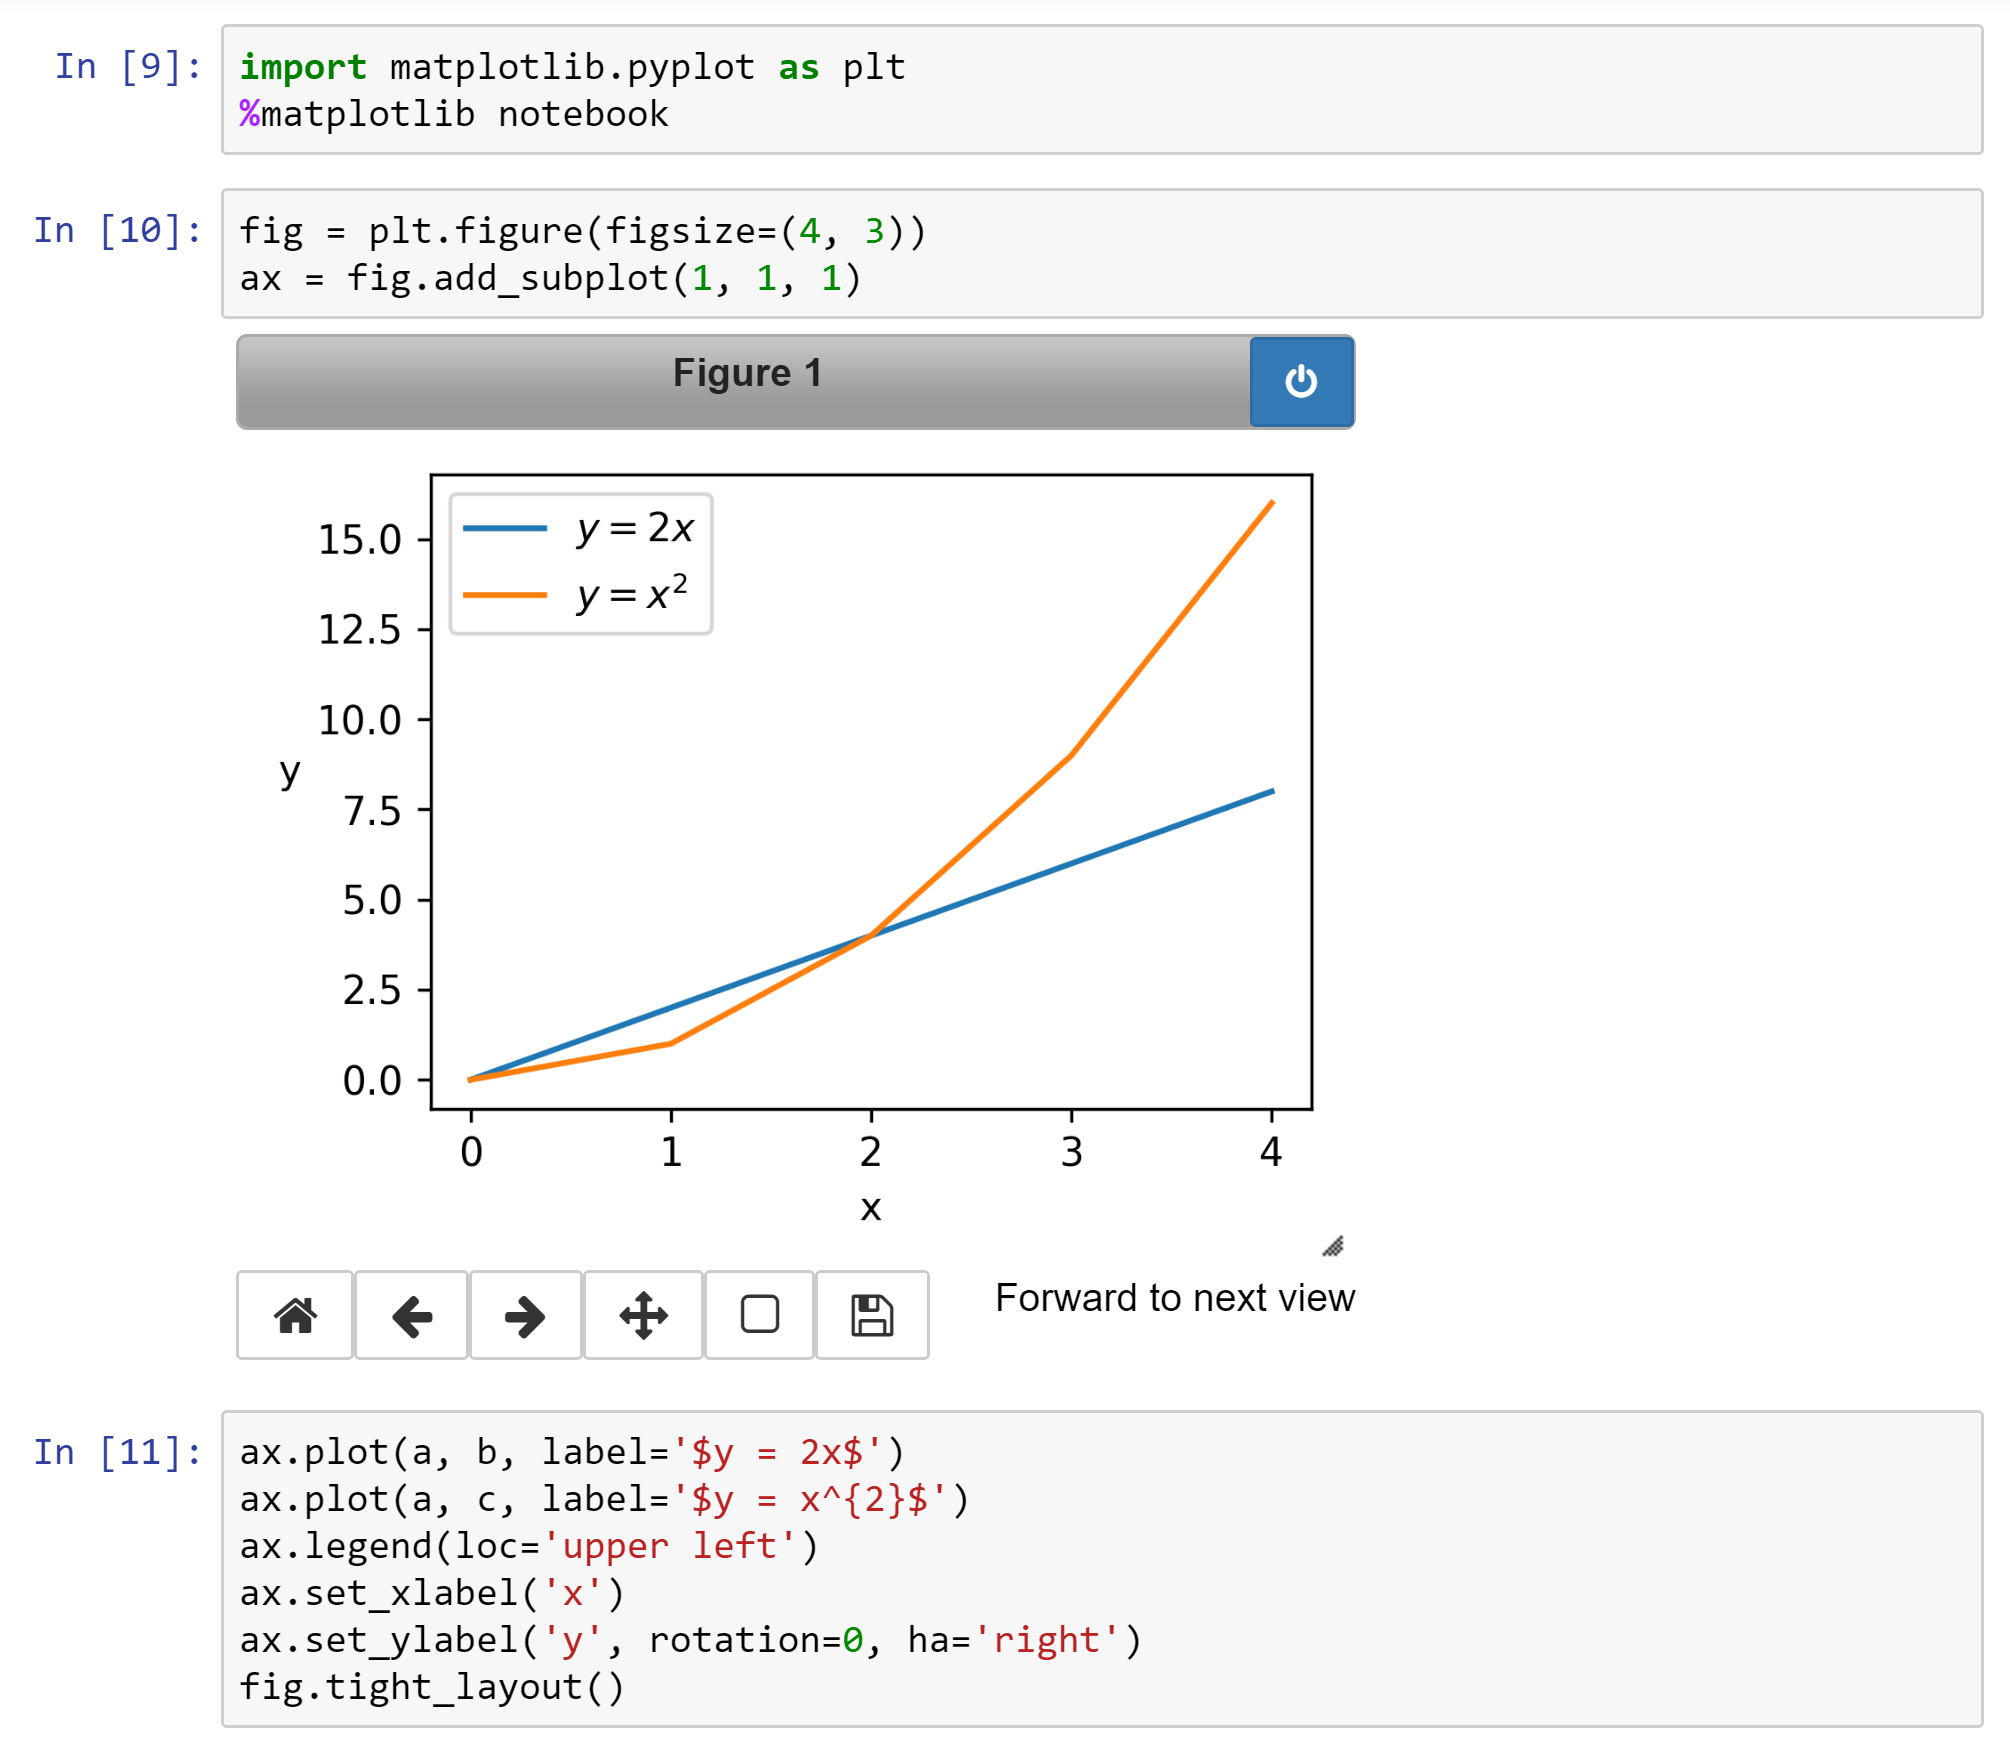 In [9]:
import matplotlib.pyplot as plt
%matplotlib notebook
In [10]:
fig = plt.figure(figsize=(4, 3))
ax = fig.add_subplot(1, 1, 1)
Figure 1
y = 2x
y = x²
15.0
12.5
10.0
7.5
5.0
2.5
0.0
y
0 1 2 3 4
x
Forward to next view
In [11]:
ax.plot(a, b, label='$y = 2x$')
ax.plot(a, c, label='$y = x^{2}$')
ax.legend(loc='upper left')
ax.set_xlabel('x')
ax.set_ylabel('y', rotation=0, ha='right')
fig.tight_layout()